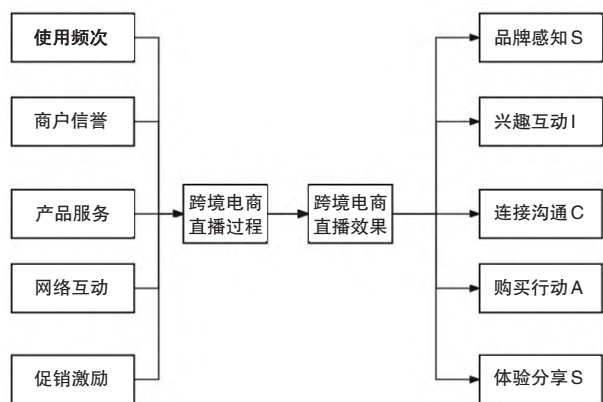 使用频次
商户信誉
产品服务
网络互动
促销激励
跨境电商
直播过程
跨境电商
直播效果
品牌感知S
兴趣互动I
连接沟通C
购买行动A
体验分享S